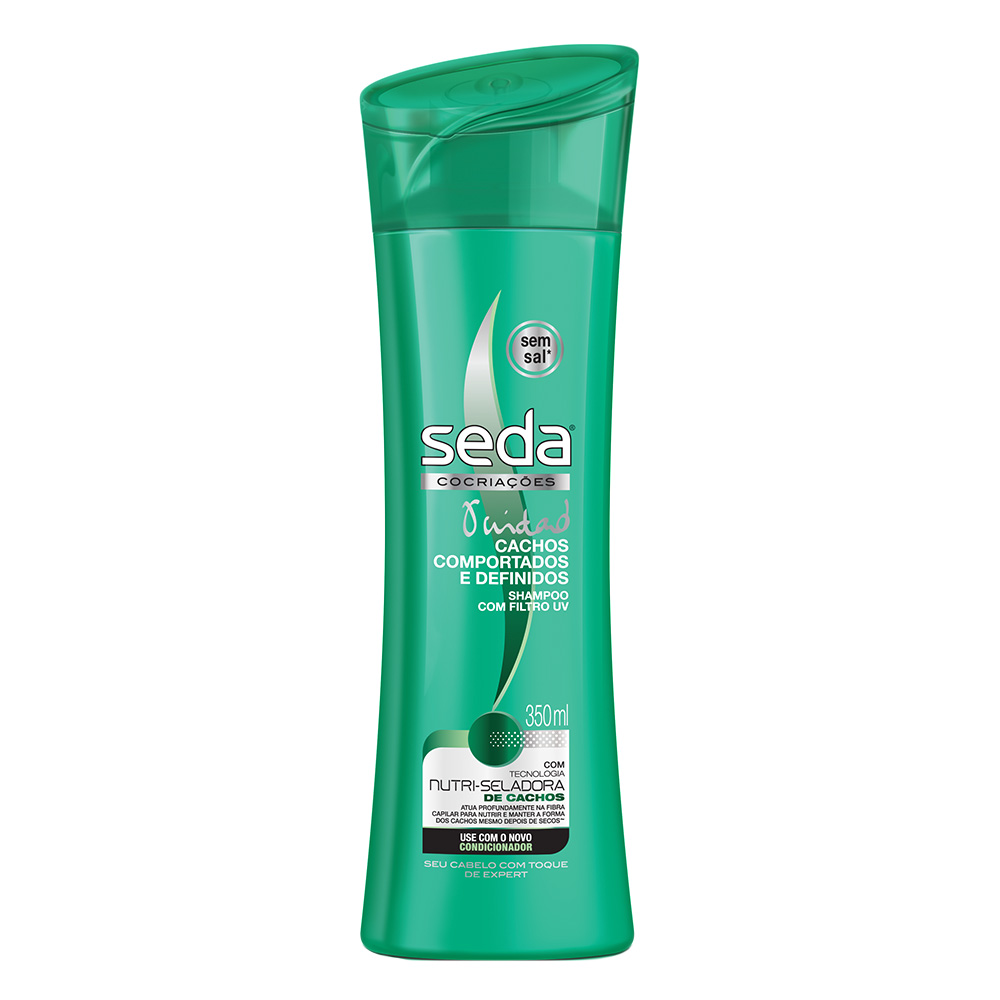 sem
sal*
seda®
COCRIAÇÕES
Ouidad
CACHOS
COMPORTADOS
E DEFINIDOS
SHAMPOO
COM FILTRO UV
350ml
COM
TECNOLOGIA
NUTRI-SELADORA
DE CACHOS
ATUA PROFUNDAMENTE NA FIBRA
CAPILAR PARA NUTRIR E MANTER A FORMA
DOS CACHOS MESMO DEPOIS DE SECOS**
USE COM O NOVO
CONDICIONADOR
SEU CABELO COM TOQUE
DE EXPERT